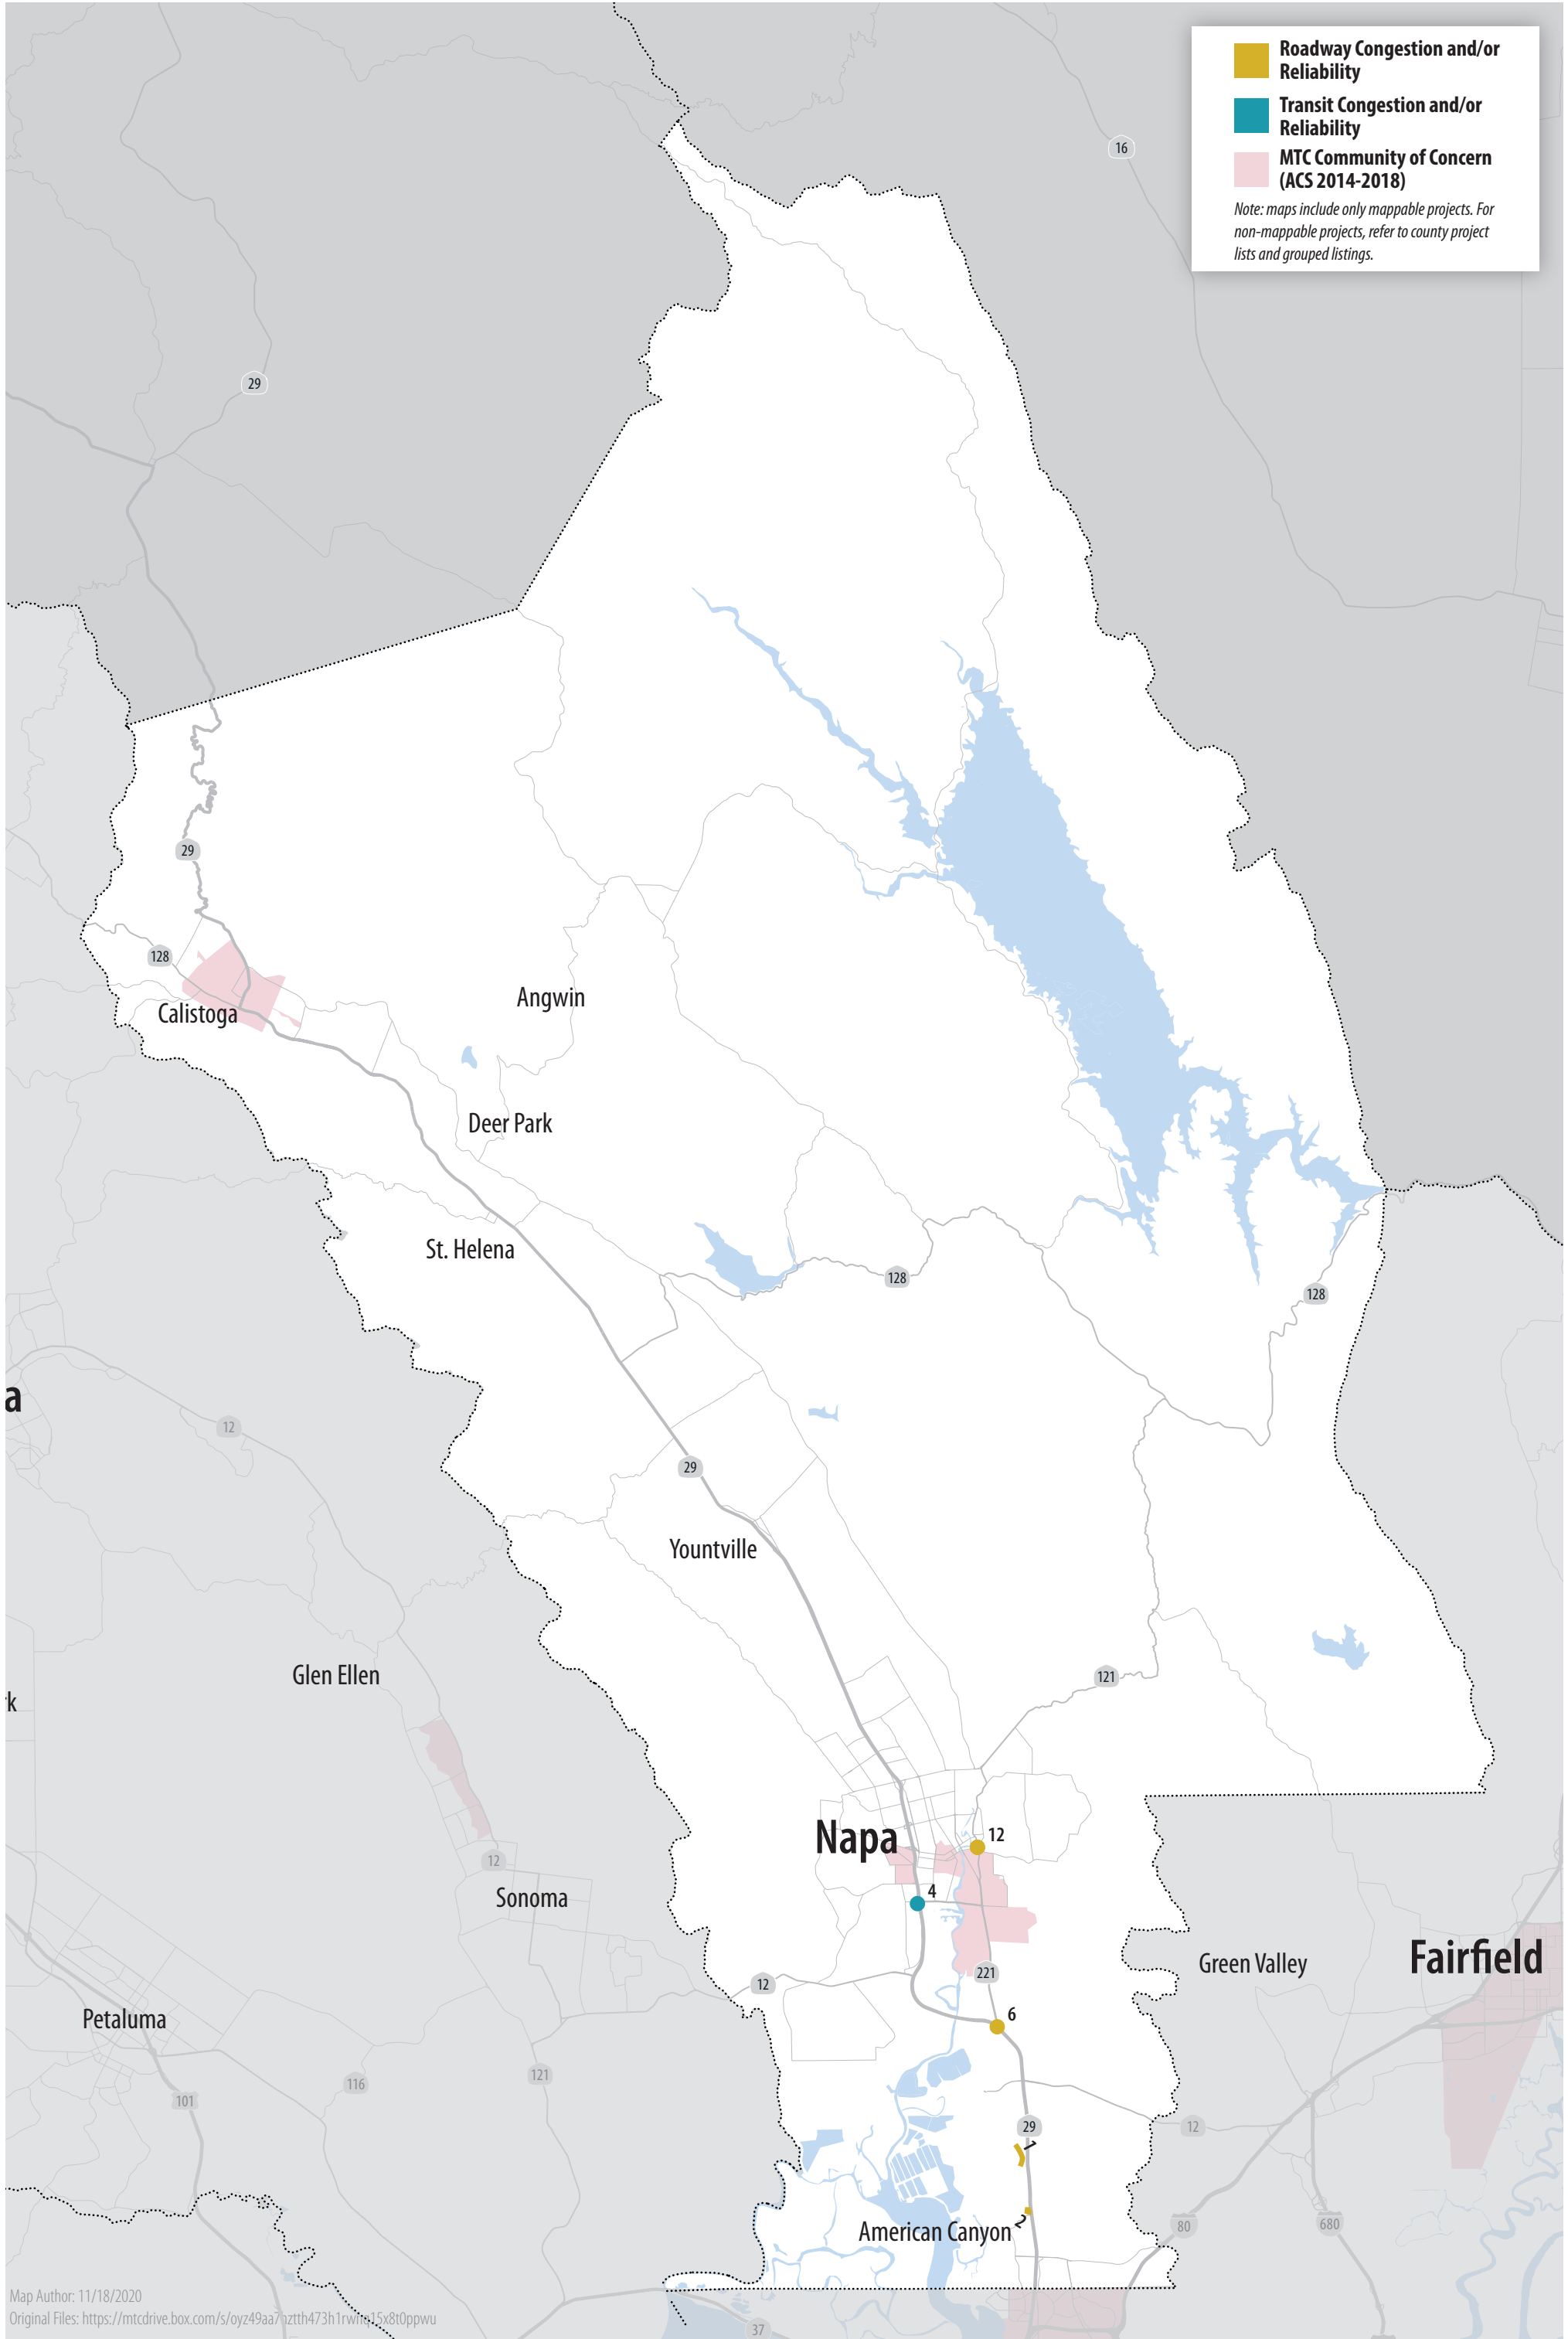 Roadway Congestion and/or
Reliability
Transit Congestion and/or
Reliability
MTC Community of Concern
(ACS 2014-2018)
Note: maps include only mappable projects. For
non-mappable projects, refer to county project
lists and grouped listings.
16
29
29
128
Calistoga
Angwin
Deer Park
St. Helena
128
128
a
12
29
Yountville
Glen Ellen
121
rk
Napa
12
4
12
Sonoma
Green Valley
Fairfield
221
12
6
Petaluma
121
116
101
29
12
1
2
American Canyon
80
680
Map Author: 11/18/2020
Original Files:
37